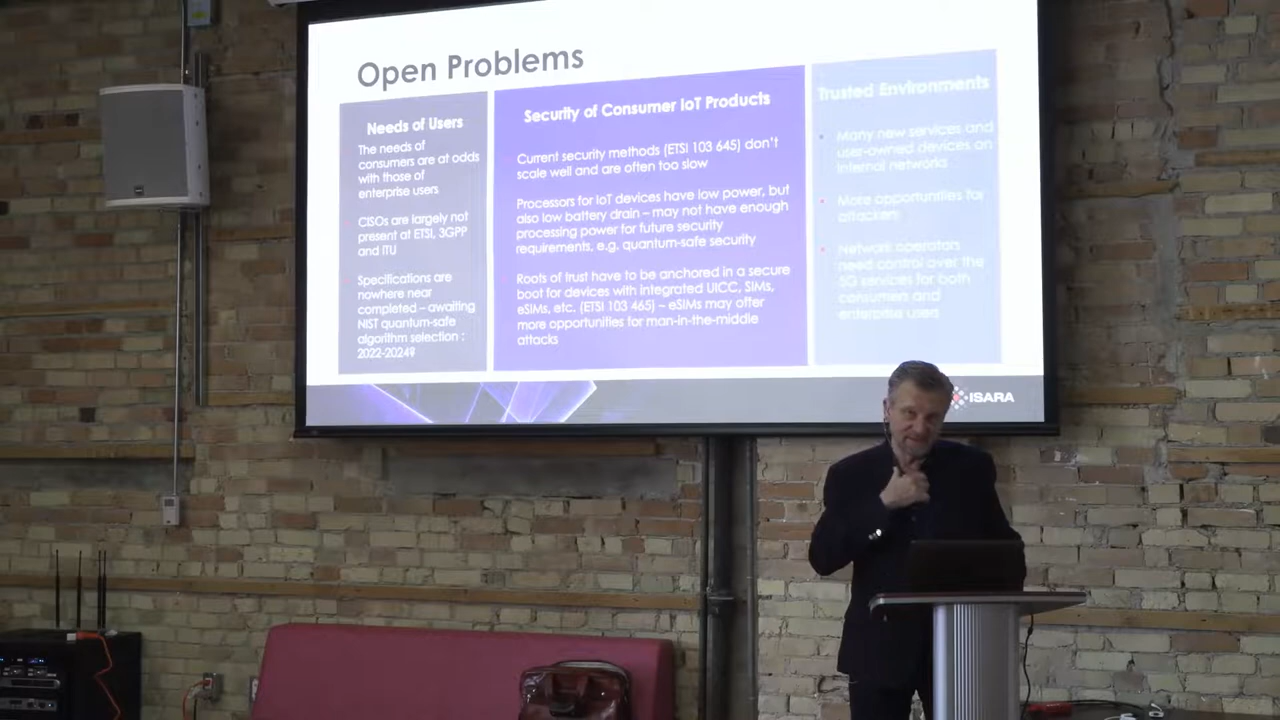 Open Problems
Needs of Users
The needs of
consumers are at odds
with those of
enterprise users
CISOs are largely not
present at ETSI, 3GPP
and ITU
Specifications are
nowhere near
completed – awaiting
NIST quantum-safe
algorithm selection :
2022-2024?
Security of Consumer IoT Products
Current security methods (ETSI 103 645) don't
scale well and are often too slow
Processors for IoT devices have low power, but
also low battery drain – may not have enough
processing power for future security
requirements, e.g. quantum-safe security
Roots of trust have to be anchored in a secure
boot for devices with integrated UICC, SIMs,
eSIMs, etc. (ETSI 103 465) – eSIMs may offer
more opportunities for man-in-the-middle
attacks
Trusted Environments
• Many new services and
user-owned devices on
internal networks
• More opportunities for
attackers
• Network operators
need control over the
5G services for both
consumer and
enterprise users
ISARA